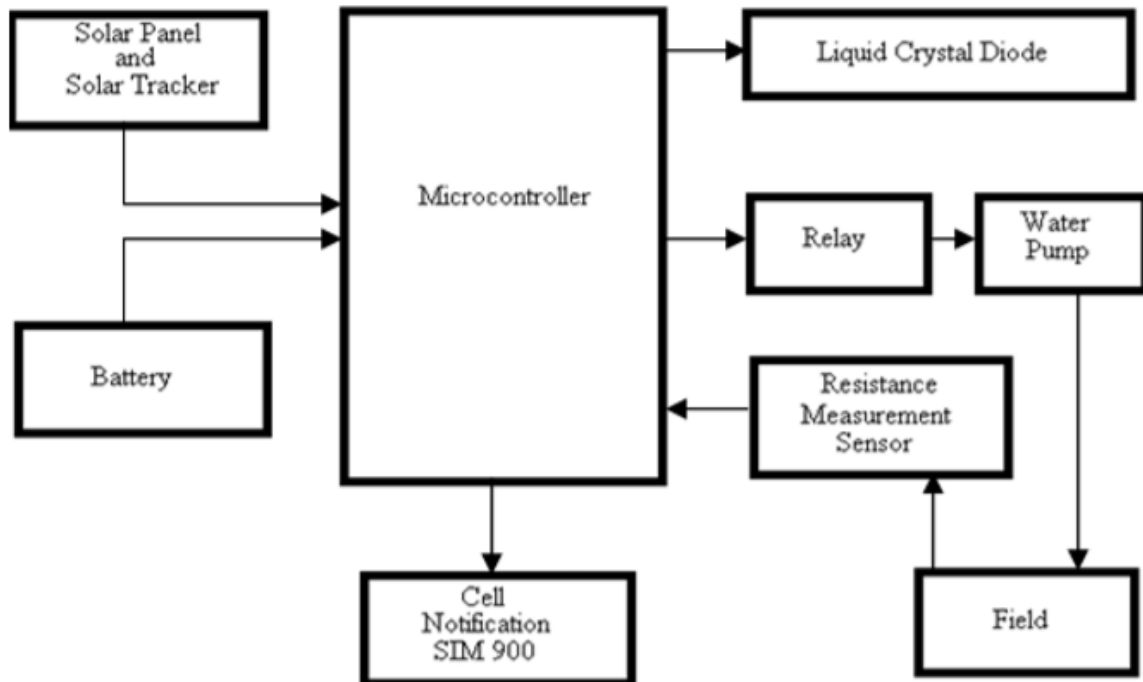 Solar Panel
and
Solar Tracker
Liquid Crystal Diode
Microcontroller
Relay
Water
Pump
Battery
Resistance
Measurement
Sensor
Cell
Notification
SIM 900
Field